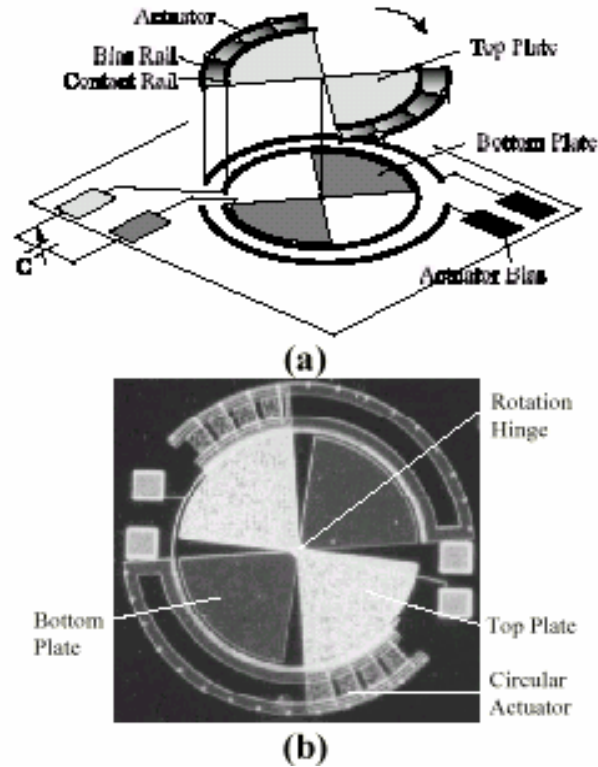 Actuator
Bias Rail
Contact Rail
Top Plate
Bottom Plate
C
Actuator Bias
(a)
Rotation
Hinge
Bottom
Plate
Top Plate
Circular
Actuator
(b)